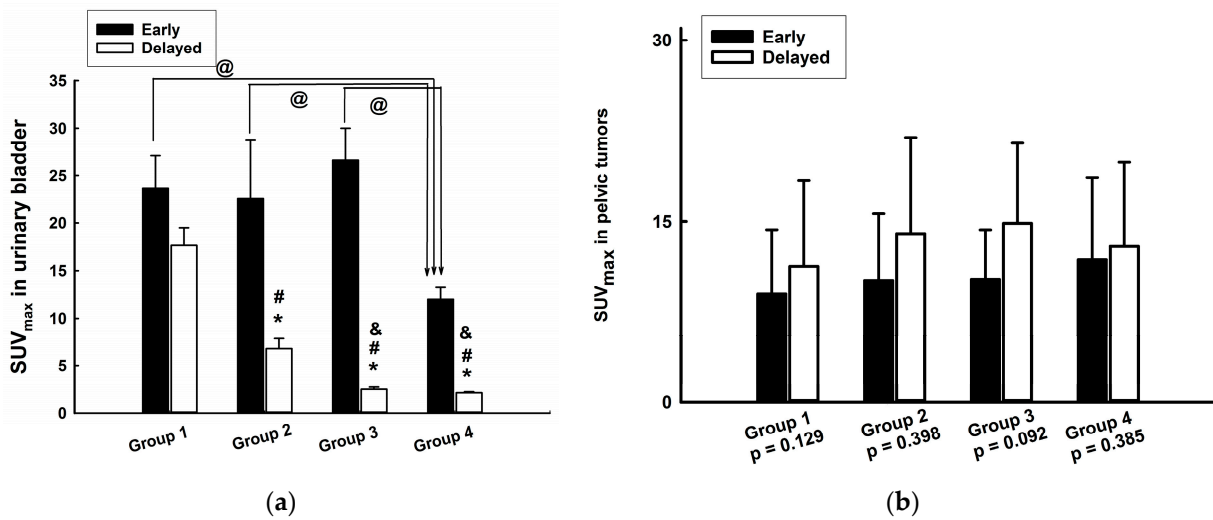 Early
Delayed
@
@
@
35
30
25
20
15
10
5
0
SUVmax in urinary bladder
#
*
&
#
*
&
#
*
Group 1
Group 2
Group 3
Group 4
(a)
Early
Delayed
30
15
0
SUVmax in pelvic tumors
Group 1
p = 0.129
Group 2
p = 0.398
Group 3
p = 0.092
Group 4
p = 0.385
(b)